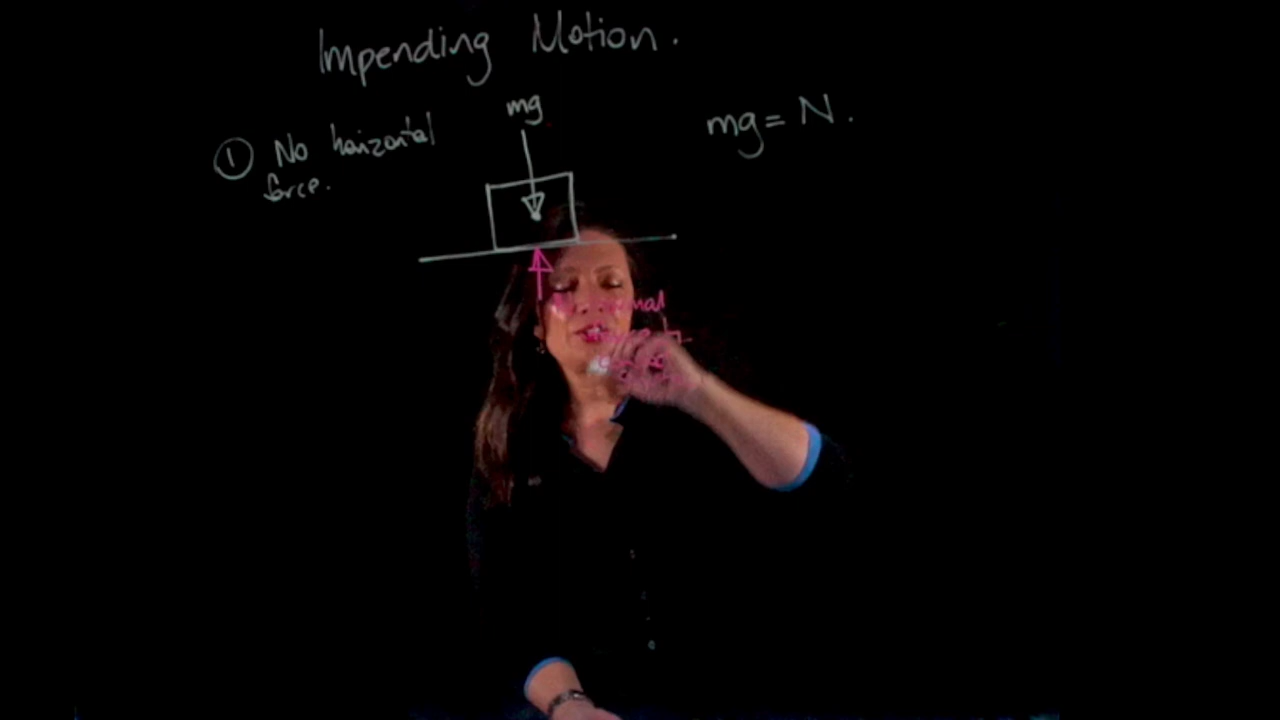 Impending Motion.
① No horizontal
force.
mg
mg = N.